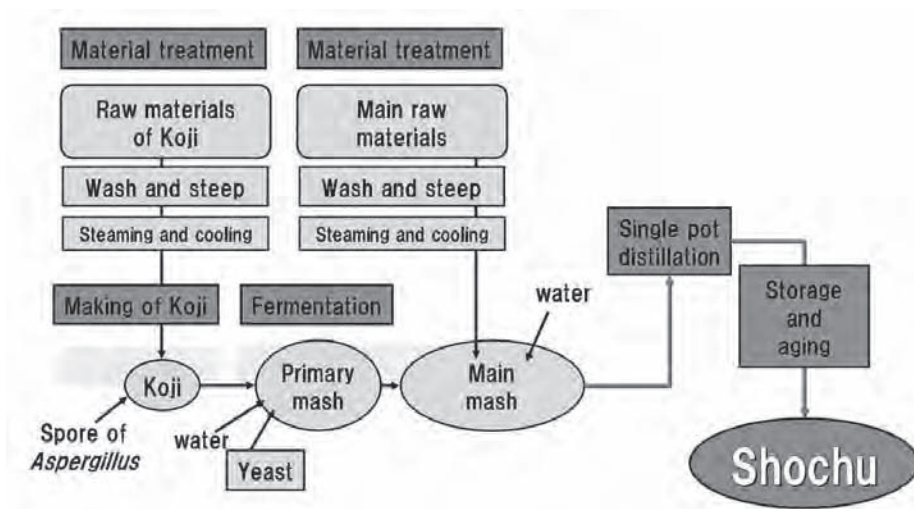 Material treatment
Material treatment
Raw materials
of Koji
Main raw
materials
Wash and steep
Wash and steep
Steaming and cooling
Steaming and cooling
Single pot
distillation
Making of Koji
Fermentation
water
Storage
and
aging
Koji
Primary
mash
Main
mash
Spore of
Aspergillus
water
Yeast
Shochu